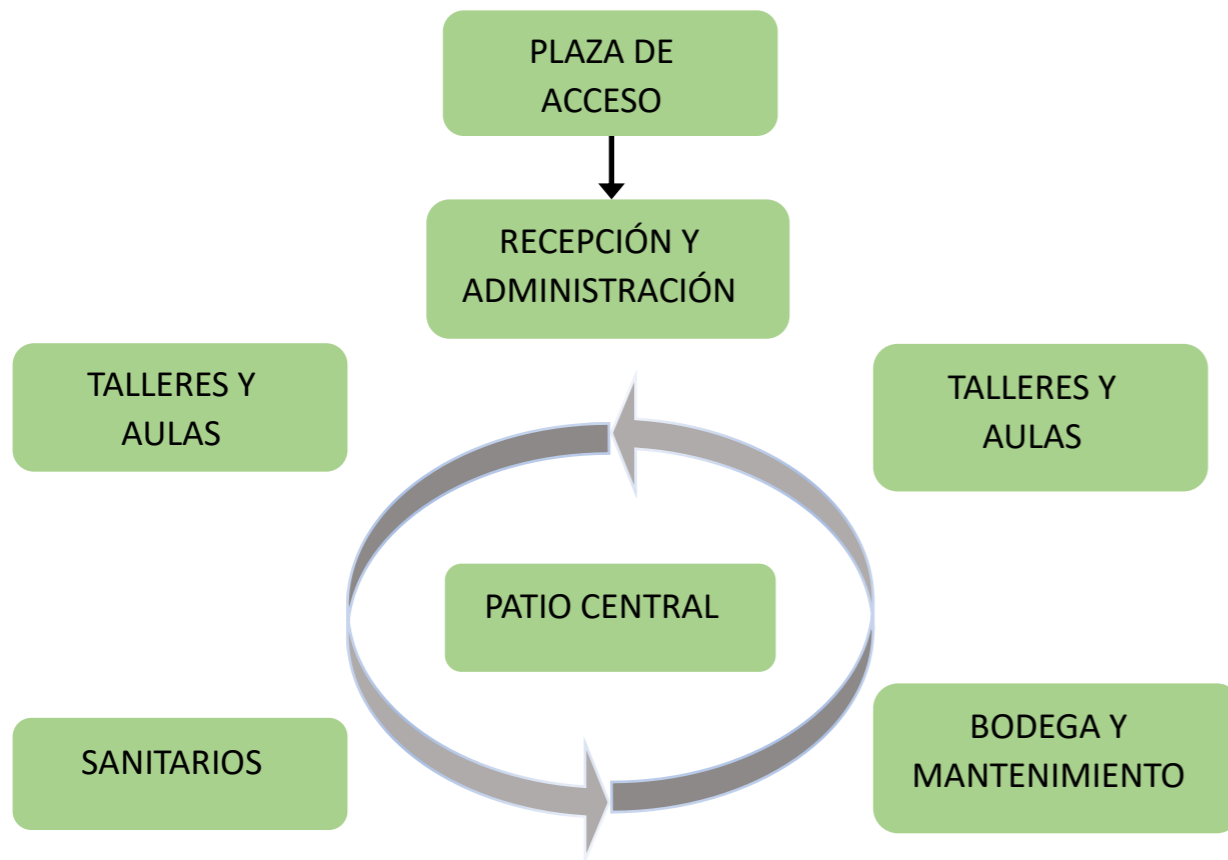 PLAZA DE
ACCESO
RECEPCIÓN Y
ADMINISTRACIÓN
TALLERES Y
AULAS
TALLERES Y
AULAS
PATIO CENTRAL
SANITARIOS
BODEGA Y
MANTENIMIENTO